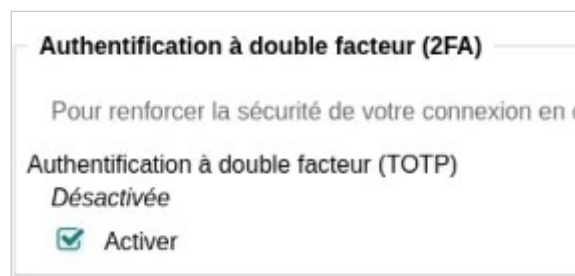 Authentification à double facteur (2FA)
Pour renforcer la sécurité de votre connexion en
Authentification à double facteur (TOTP)
Désactivée
Activer